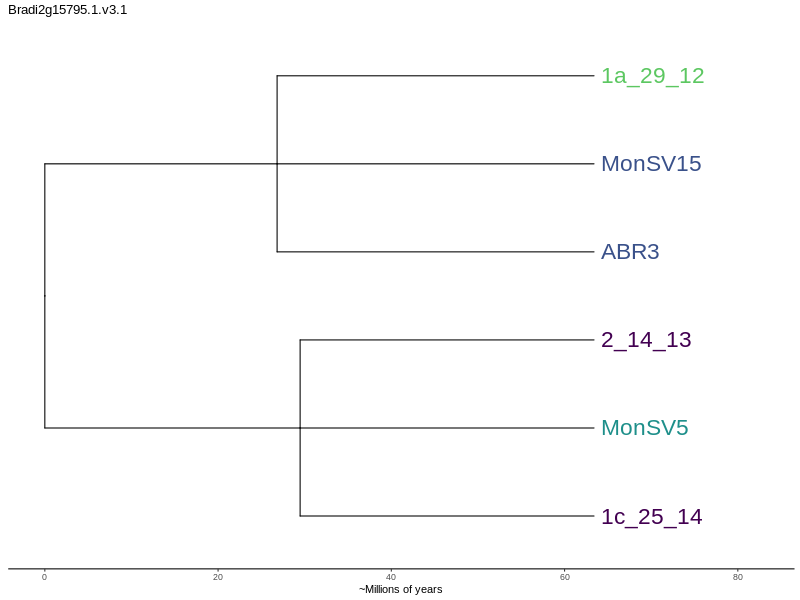 Bradi2g15795.1.v3.1
1a_29_12
MonSV15
ABR3
2_14_13
MonSV5
1c_25_14
0 20 40 60 80
~Millions of years